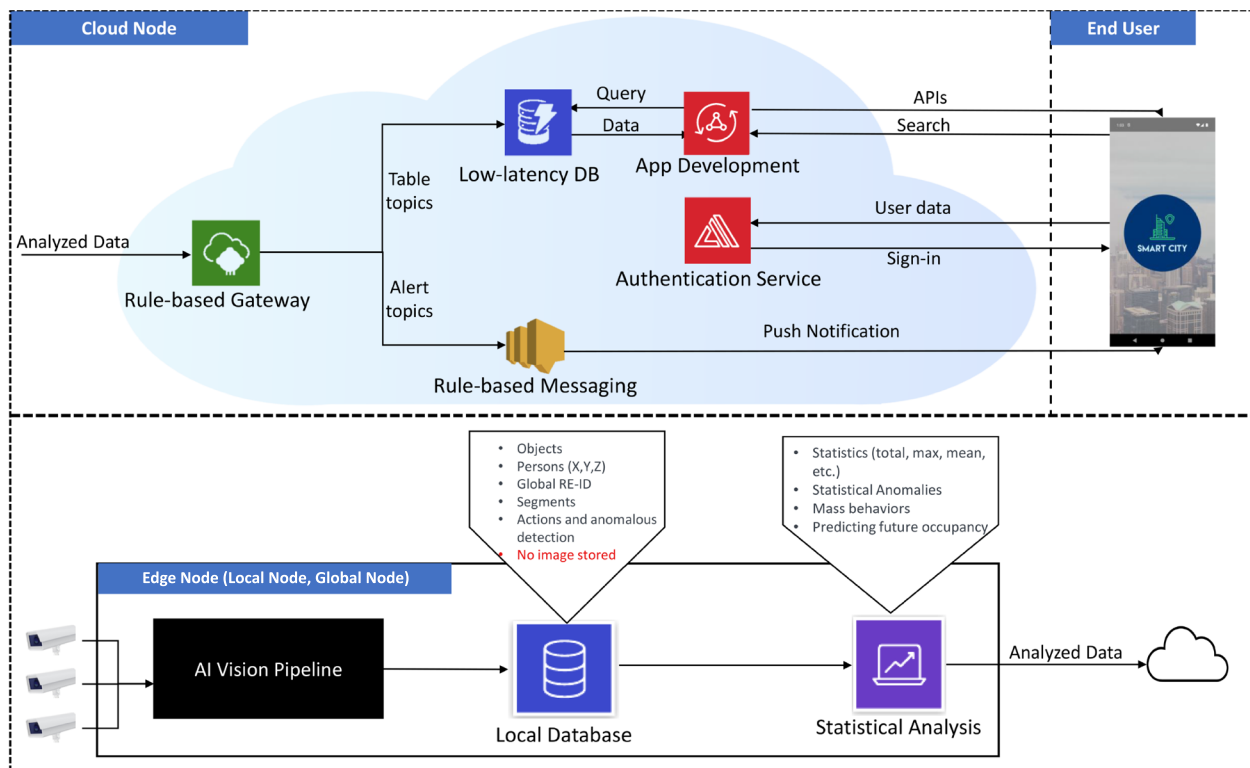 Cloud Node
End User
Query
Data
APIs
Search
Low-latency DB
App Development
Table
topics
Analyzed Data
Rule-based Gateway
User data
Sign-in
Authentication Service
SMART CITY
Alert
topics
Push Notification
Rule-based Messaging
• Objects
• Persons (X,Y,Z)
• Global RE-ID
• Segments
• Actions and anomalous
detection
• No image stored
• Statistics (total, max, mean,
etc.)
• Statistical Anomalies
• Mass behaviors
• Predicting future occupancy
Edge Node (Local Node, Global Node)
AI Vision Pipeline
Local Database
Statistical Analysis
Analyzed Data